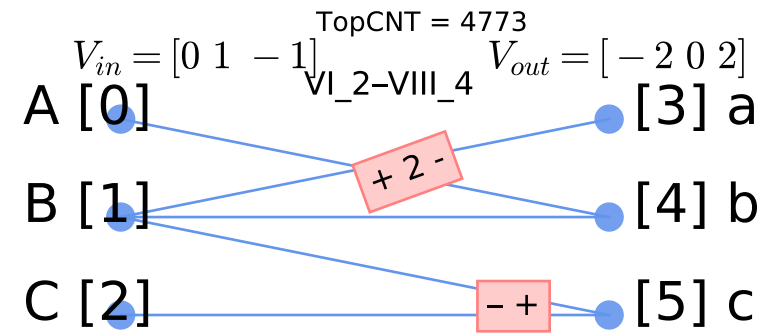 TopCNT = 4773
V_in = [0 1 − 1] V_out = [ − 2 0 2]
VI_2–VIII_4
A [0] [3] a
+ 2 -
B [1] [4] b
C [2] – + [5] c